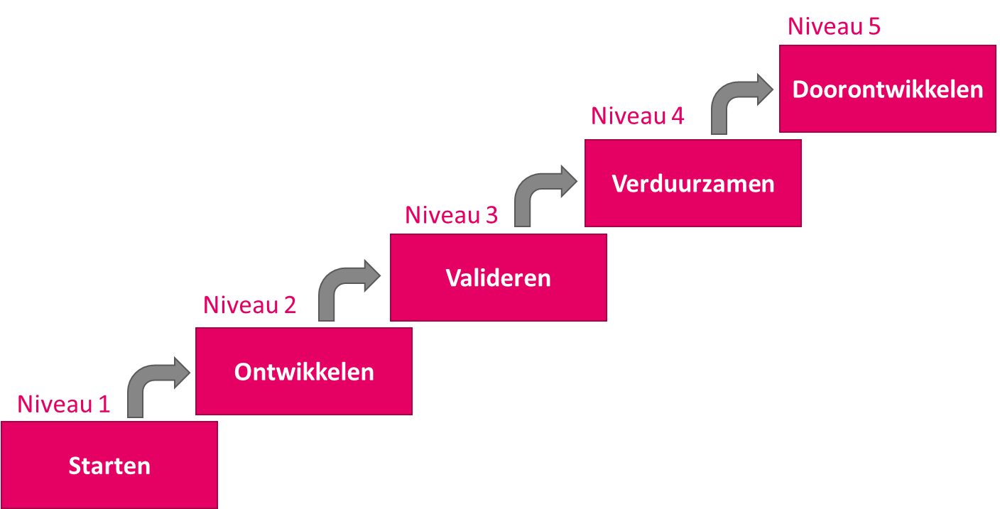 Niveau 5
Doorontwikkelen
Niveau 4
Verduurzamen
Niveau 3
Valideren
Niveau 2
Ontwikkelen
Niveau 1
Starten